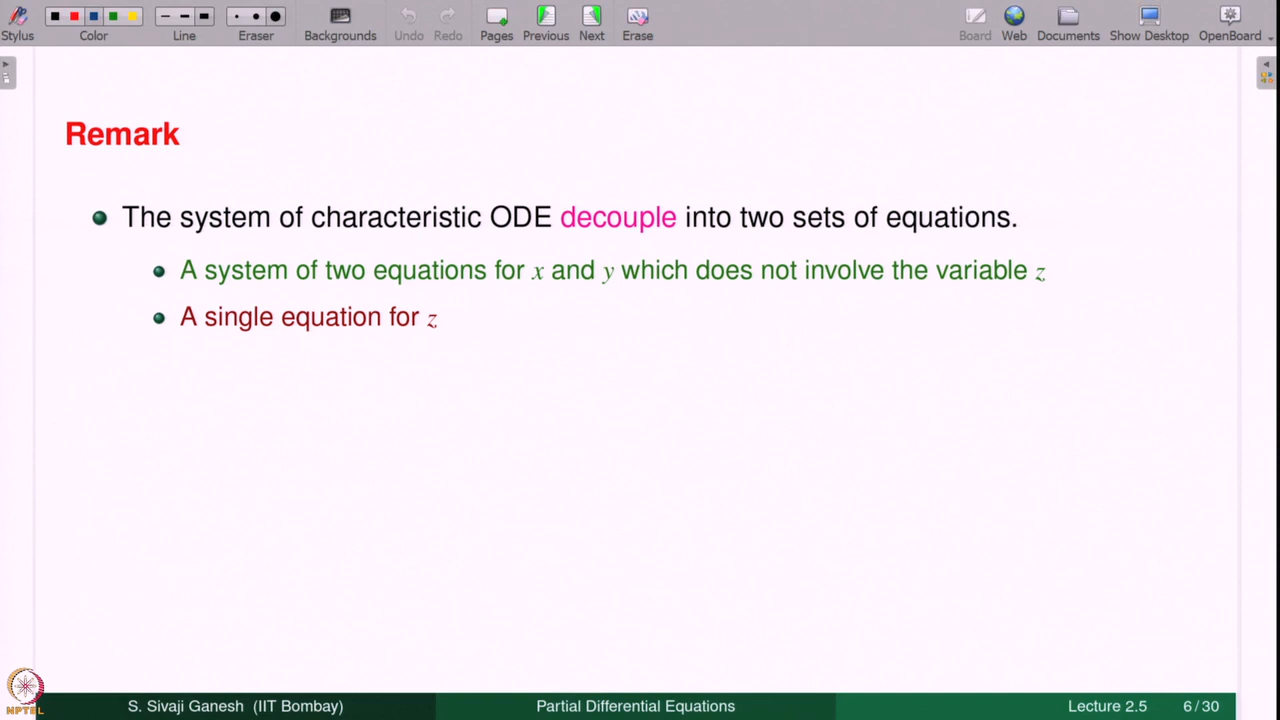 Stylus
Color
Line
Eraser
Backgrounds
Undo
Redo
Pages
Previous
Next
Erase
Board
Web
Documents
Show Desktop
OpenBoard
Remark
The system of characteristic ODE decouple into two sets of equations.
A system of two equations for x and y which does not involve the variable z
A single equation for z
NPTEL
S. Sivaji Ganesh (IIT Bombay)
Partial Differential Equations
Lecture 2.5
6/30